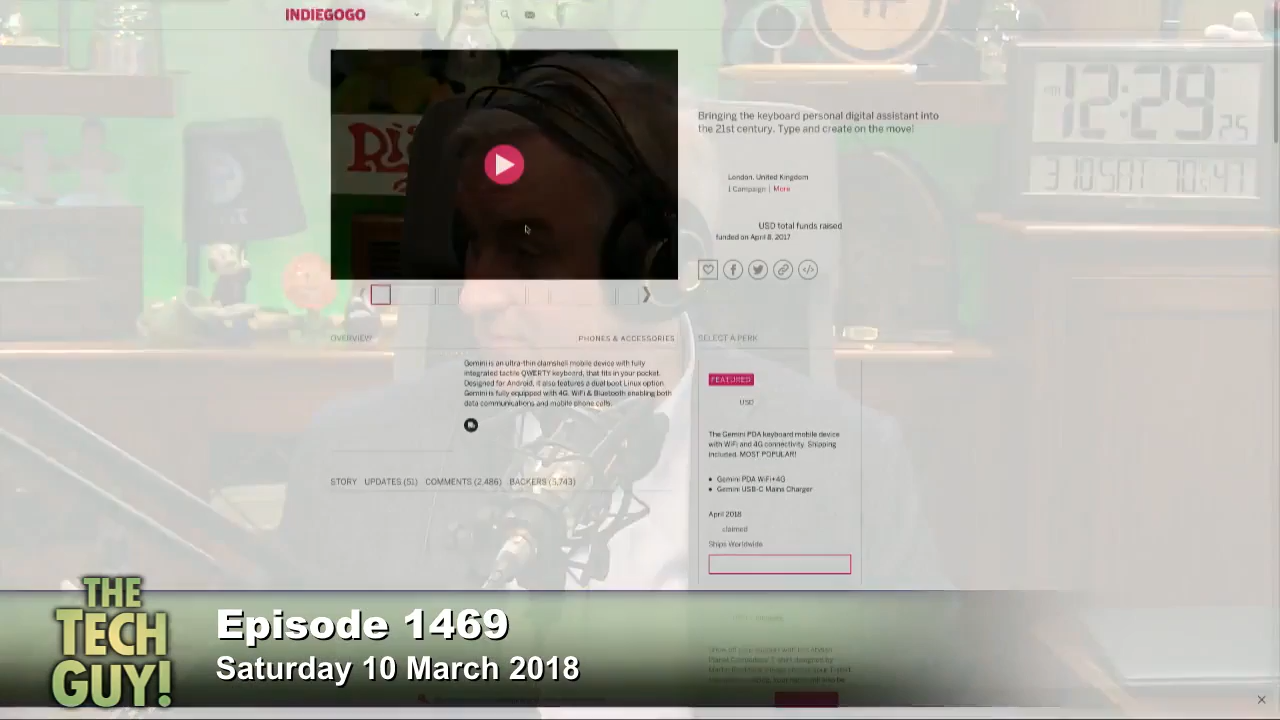 INDIEGOGO
12:29 25
3 10 SAT
Bringing the keyboard personal digital assistant into
the 21st century. Type and create on the move!
London, United Kingdom
1 Campaign | More
USD total funds raised
funded on April 8, 2017
OVERVIEW
PHONES & ACCESSORIES
SELECT A PERK
Gemini is an ultra-thin clamshell mobile device with fully
integrated tactile QWERTY keyboard, that fits in your pocket.
Designed for Android, it also features a dual boot Linux option.
Gemini is fully equipped with 4G, WiFi & Bluetooth enabling both
data communications and mobile phone calls.
FEATURED
USD
The Gemini PDA keyboard mobile device
with WiFi and 4G connectivity. Shipping
included. MOST POPULAR!
Gemini PDA WiFi+4G
Gemini USB-C Mains Charger
April 2018
claimed
Ships Worldwide
STORY UPDATES (51) COMMENTS (2,486) BACKERS (5,743)
THE
TECH
GUY!
Episode 1469
Saturday 10 March 2018